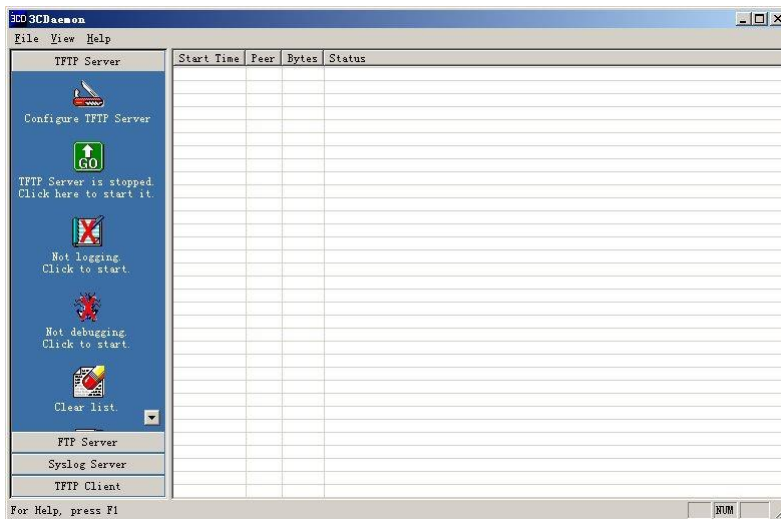 3CD 3CDaemon
File View Help
TFTP Server
Start Time Peer Bytes Status
Configure TFTP Server
GO
TFTP Server is stopped.
Click here to start it.
Not logging.
Click to start.
Not debugging.
Click to start.
Clear list.
FTP Server
Syslog Server
TFTP Client
For Help, press F1
NUM